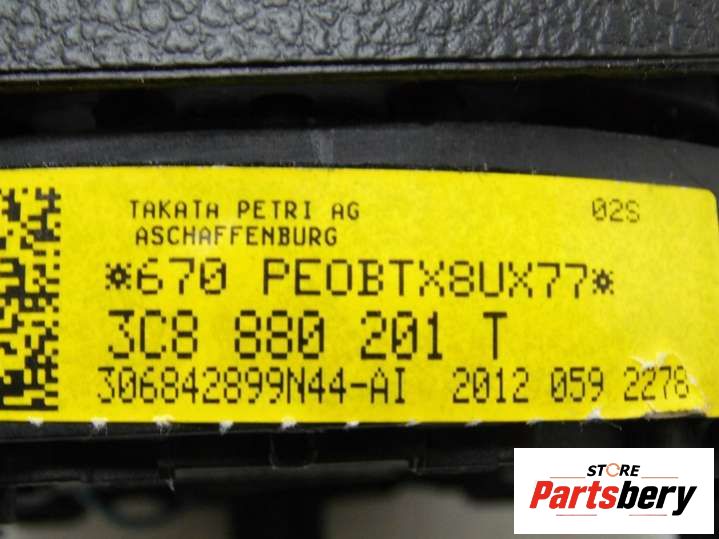 TAKATA PETRI AG 02S
ASCHAFFENBURG
*670 PEOBTX8UX77*
3C8 880 201 T
306842899N44-AI 2012 059 2278
STORE
Partsbery